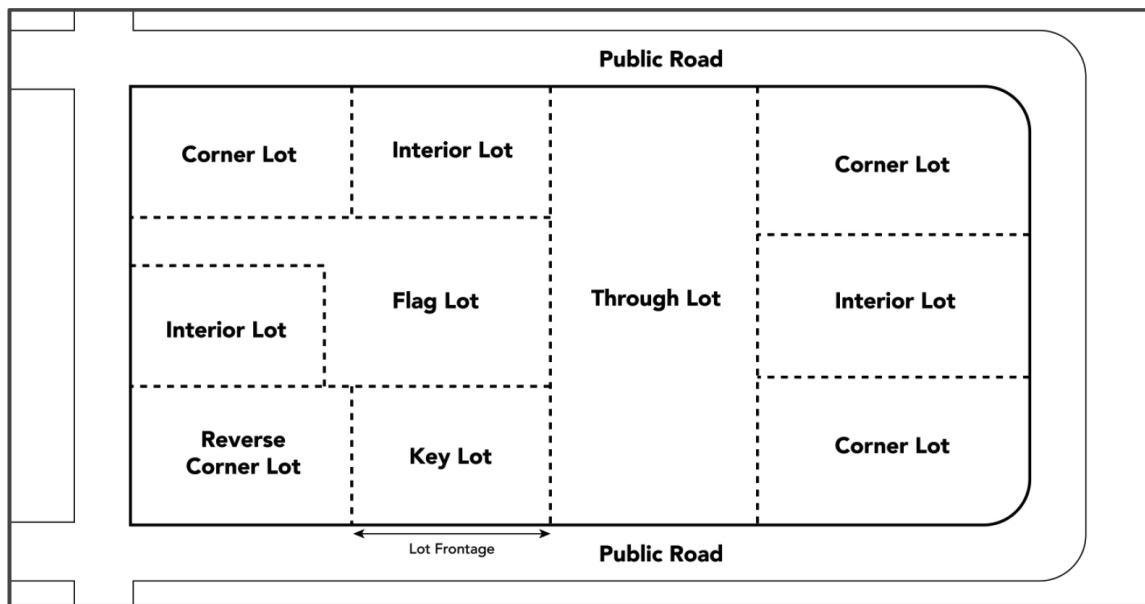 Public Road
Corner Lot
Interior Lot
Corner Lot
Flag Lot
Through Lot
Interior Lot
Interior Lot
Reverse
Corner Lot
Key Lot
Corner Lot
Lot Frontage
Public Road